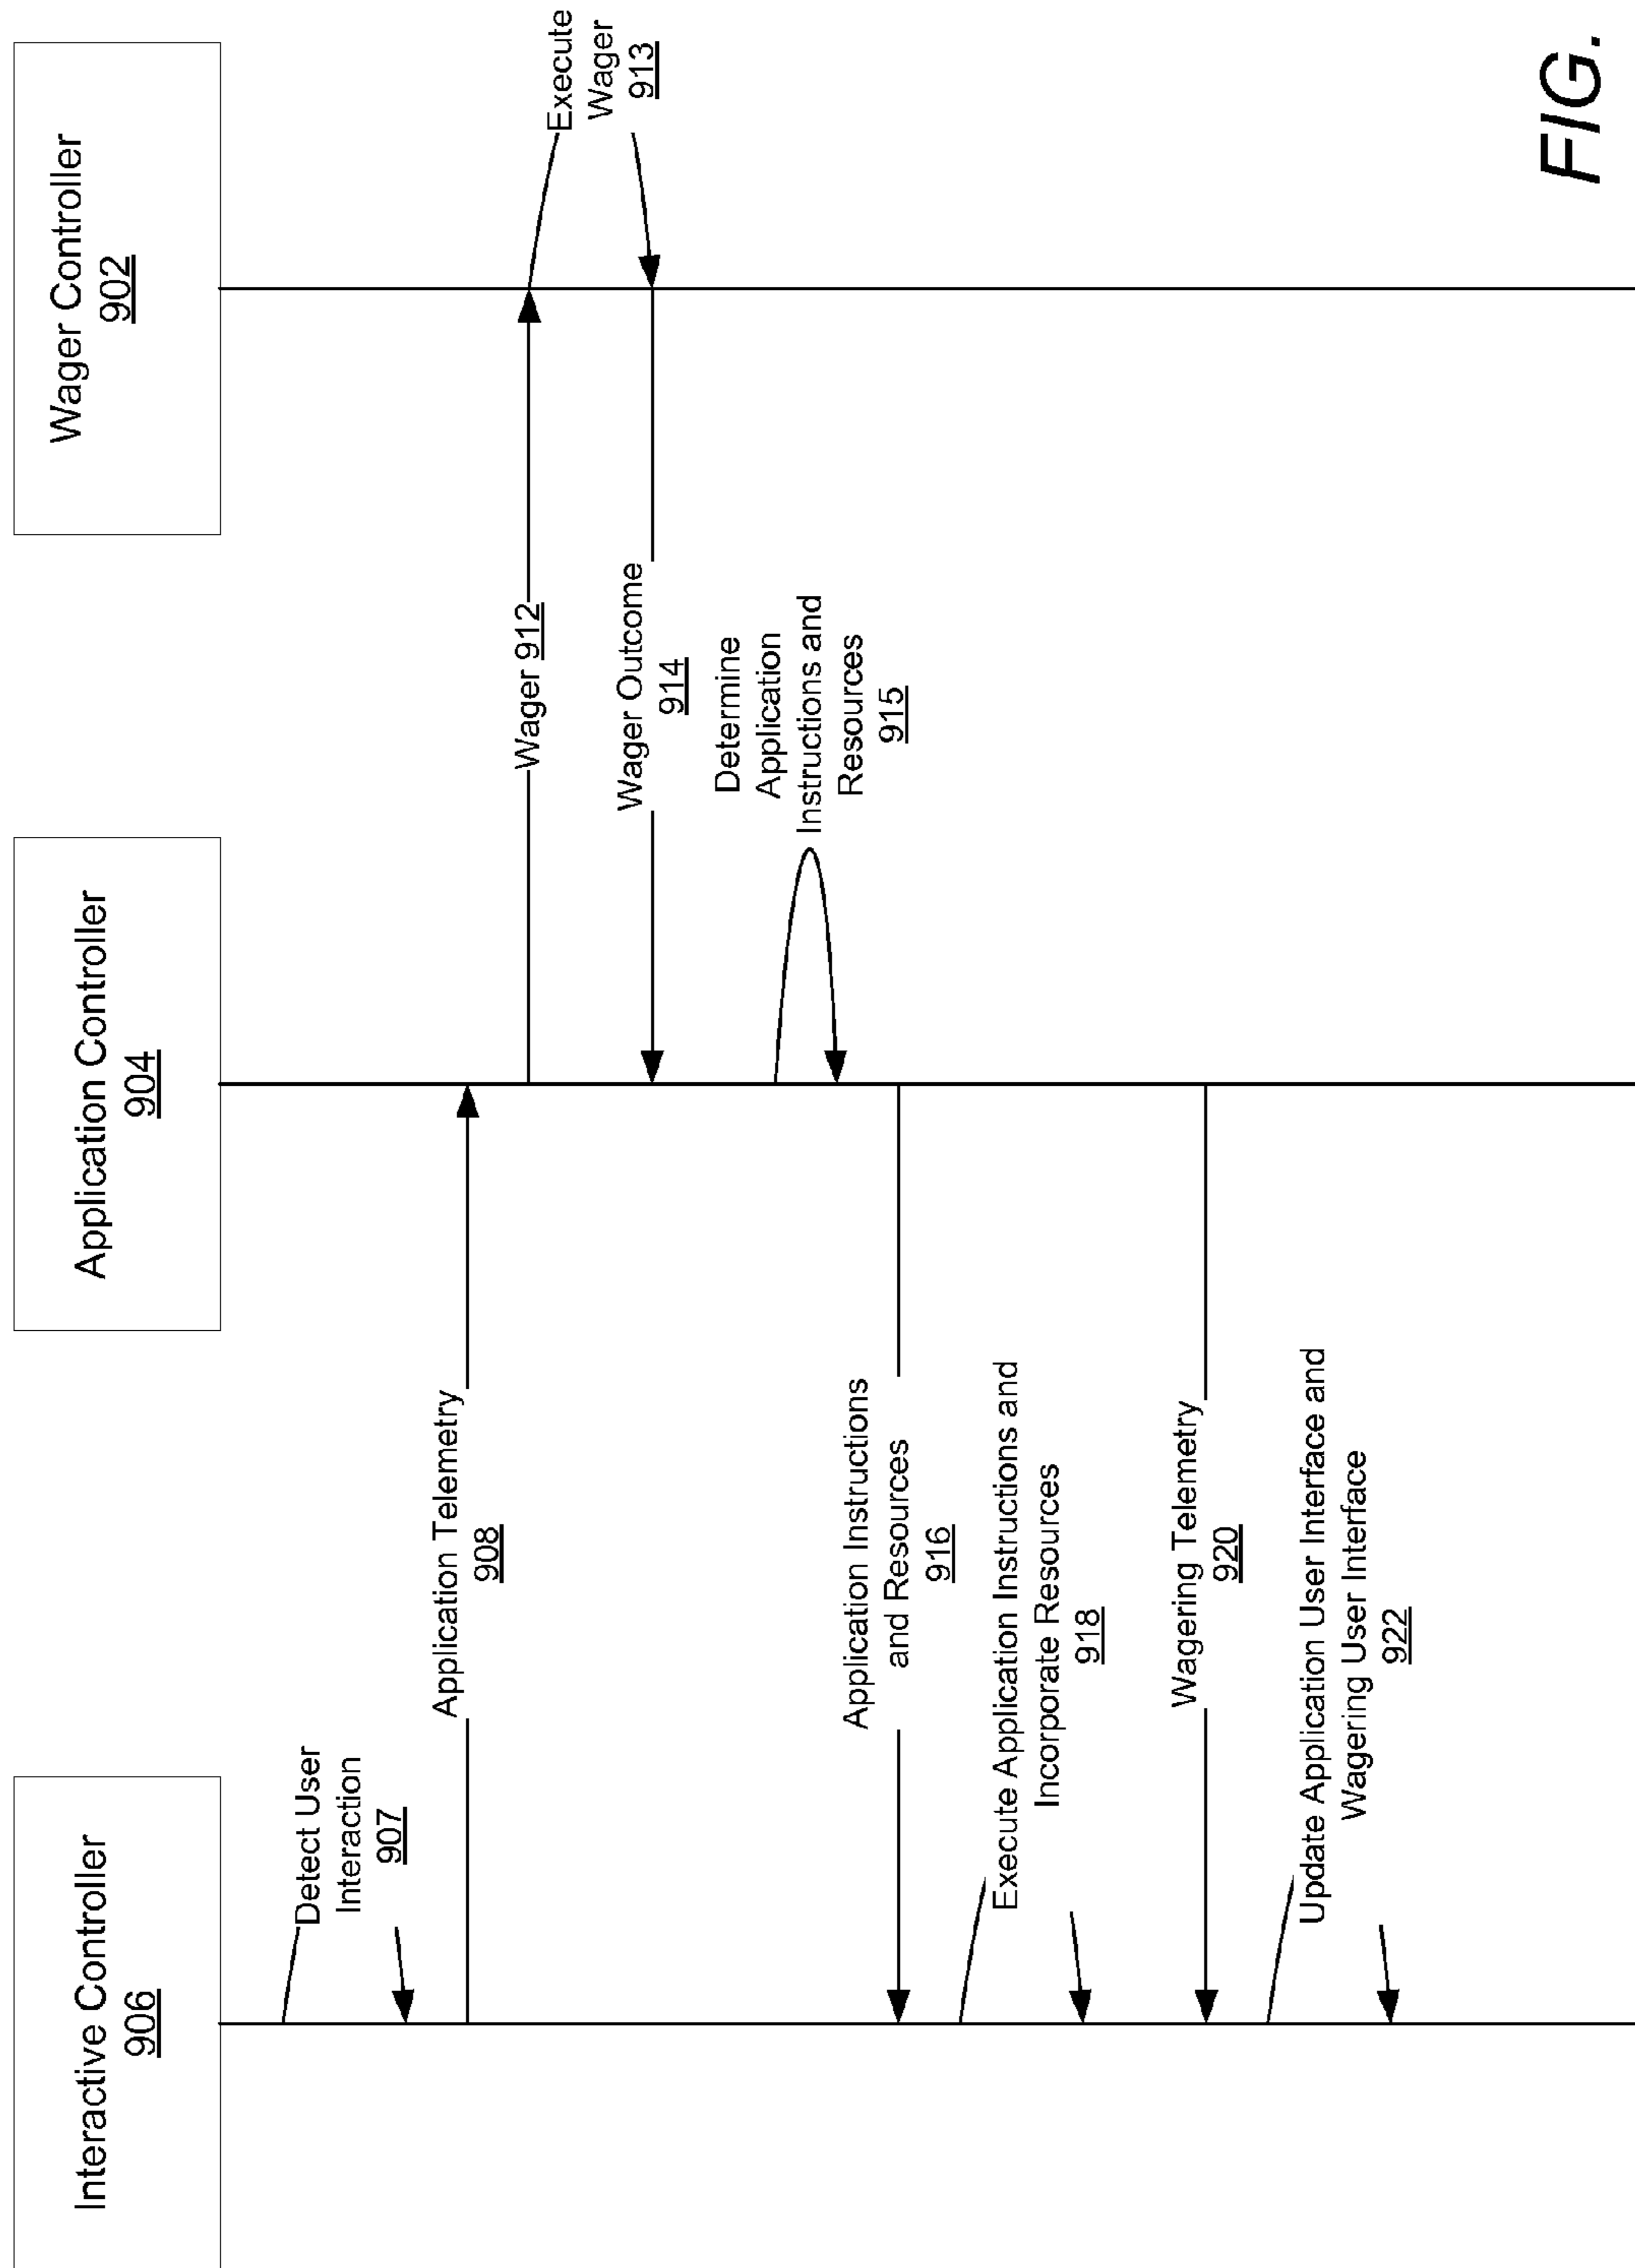 Interactive Controller
906
Application Controller
904
Wager Controller
902
Detect User
Interaction
907
Application Telemetry
908
Wager 912
Execute
Wager
913
Wager Outcome
914
Determine
Application
Instructions and
Resources
915
Application Instructions
and Resources
916
Execute Application Instructions and
Incorporate Resources
918
Wagering Telemetry
920
Update Application User Interface and
Wagering User Interface
922
FIG.